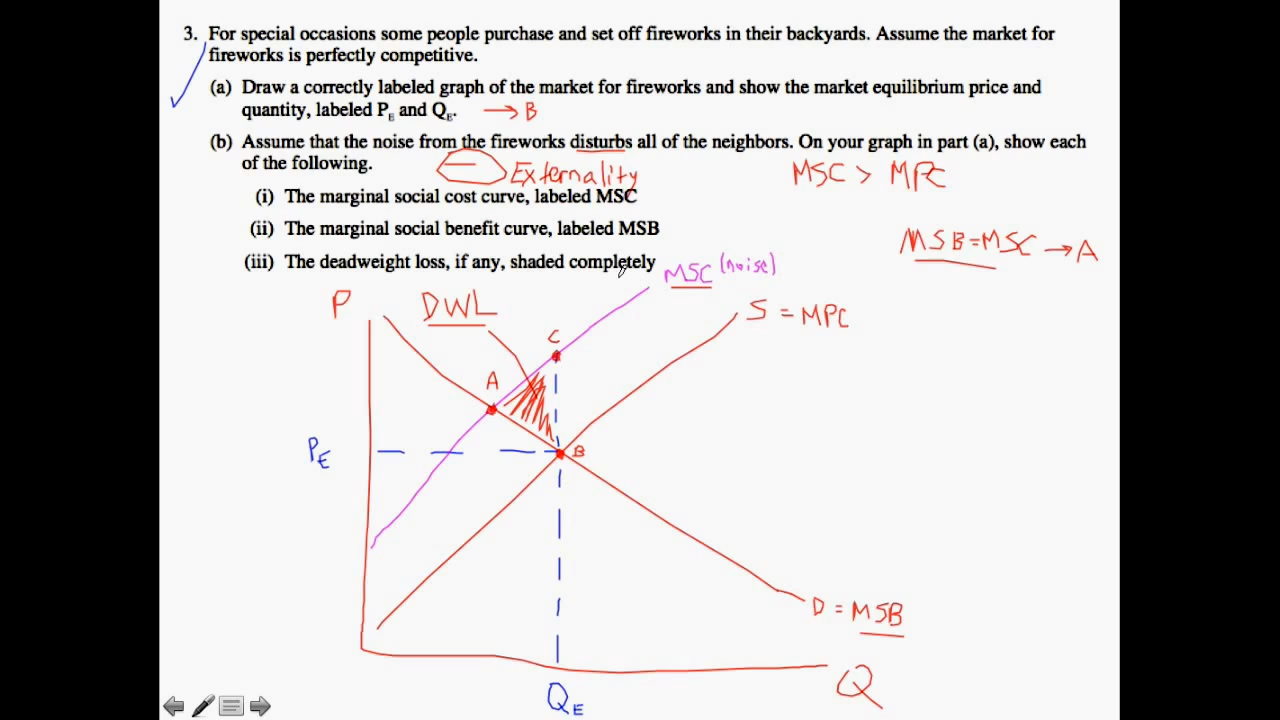 3. For special occasions some people purchase and set off fireworks in their backyards. Assume the market for
fireworks is perfectly competitive.
(a) Draw a correctly labeled graph of the market for fireworks and show the market equilibrium price and
quantity, labeled PE and QE. → B
(b) Assume that the noise from the fireworks disturbs all of the neighbors. On your graph in part (a), show each
of the following.
— Externality
MSC > MPC
(i) The marginal social cost curve, labeled MSC
(ii) The marginal social benefit curve, labeled MSB
MSB = MSC → A
(iii) The deadweight loss, if any, shaded completely
MSC (noise)
P
DWL
S = MPC
C
A
PE
B
D = MSB
Q
QE